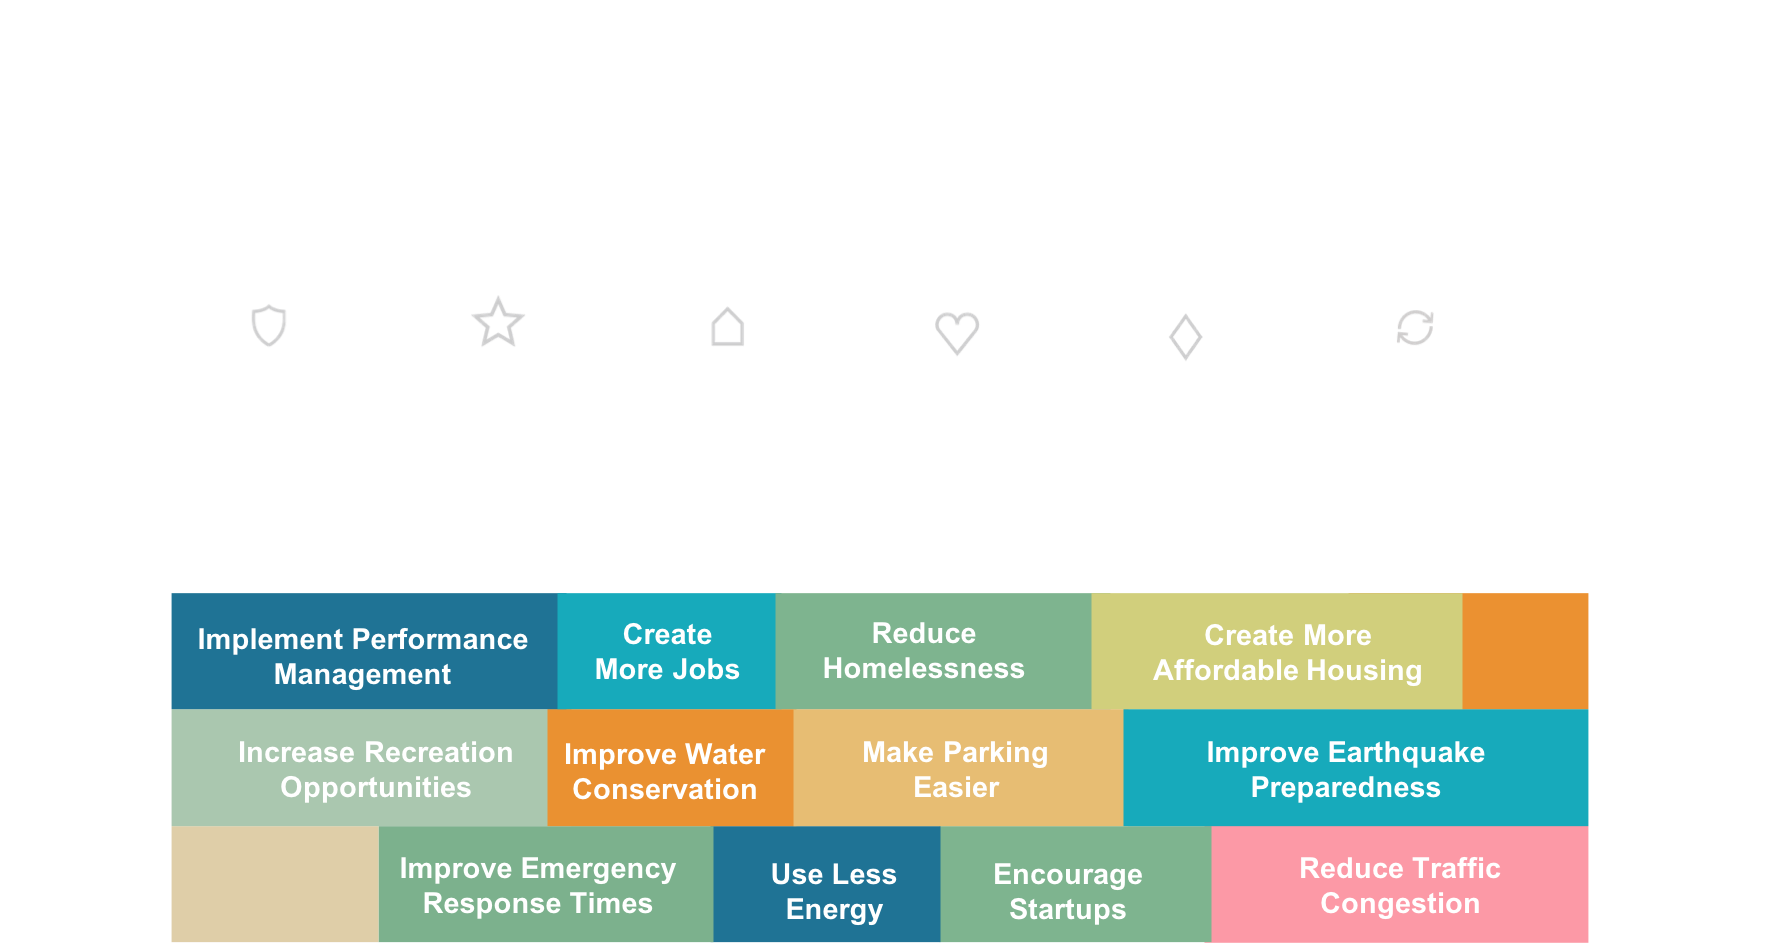 Implement Performance
Management
Create
More Jobs
Reduce
Homelessness
Create More
Affordable Housing
Increase Recreation
Opportunities
Improve Water
Conservation
Make Parking
Easier
Improve Earthquake
Preparedness
Improve Emergency
Response Times
Use Less
Energy
Encourage
Startups
Reduce Traffic
Congestion